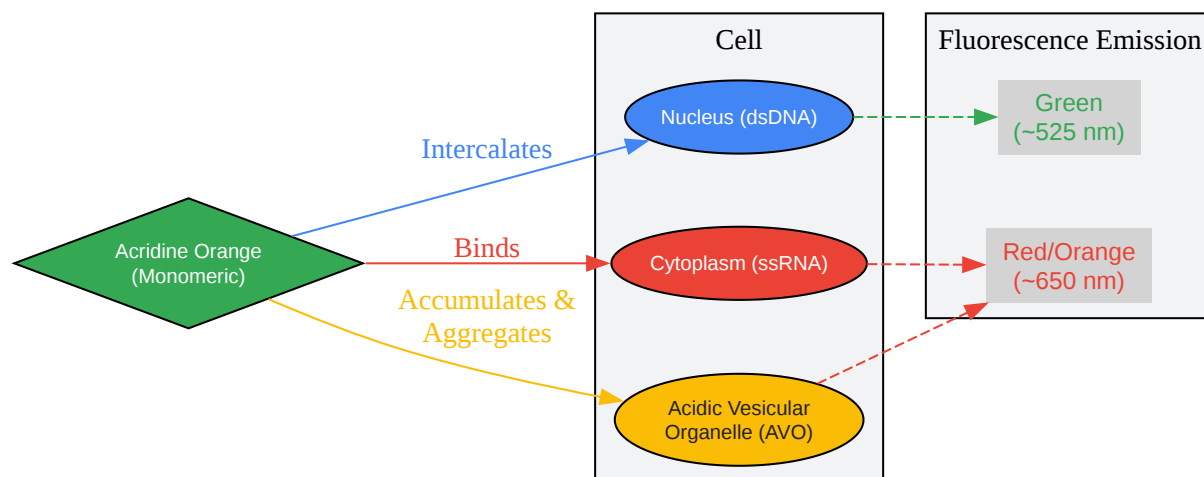 Cell
Fluorescence Emission
Nucleus (dsDNA)
Green
(~525 nm)
Intercalates
Acridine Orange
(Monomeric)
Binds
Cytoplasm (ssRNA)
Red/Orange
(~650 nm)
Accumulates &
Aggregates
Acidic Vesicular
Organelle (AVO)